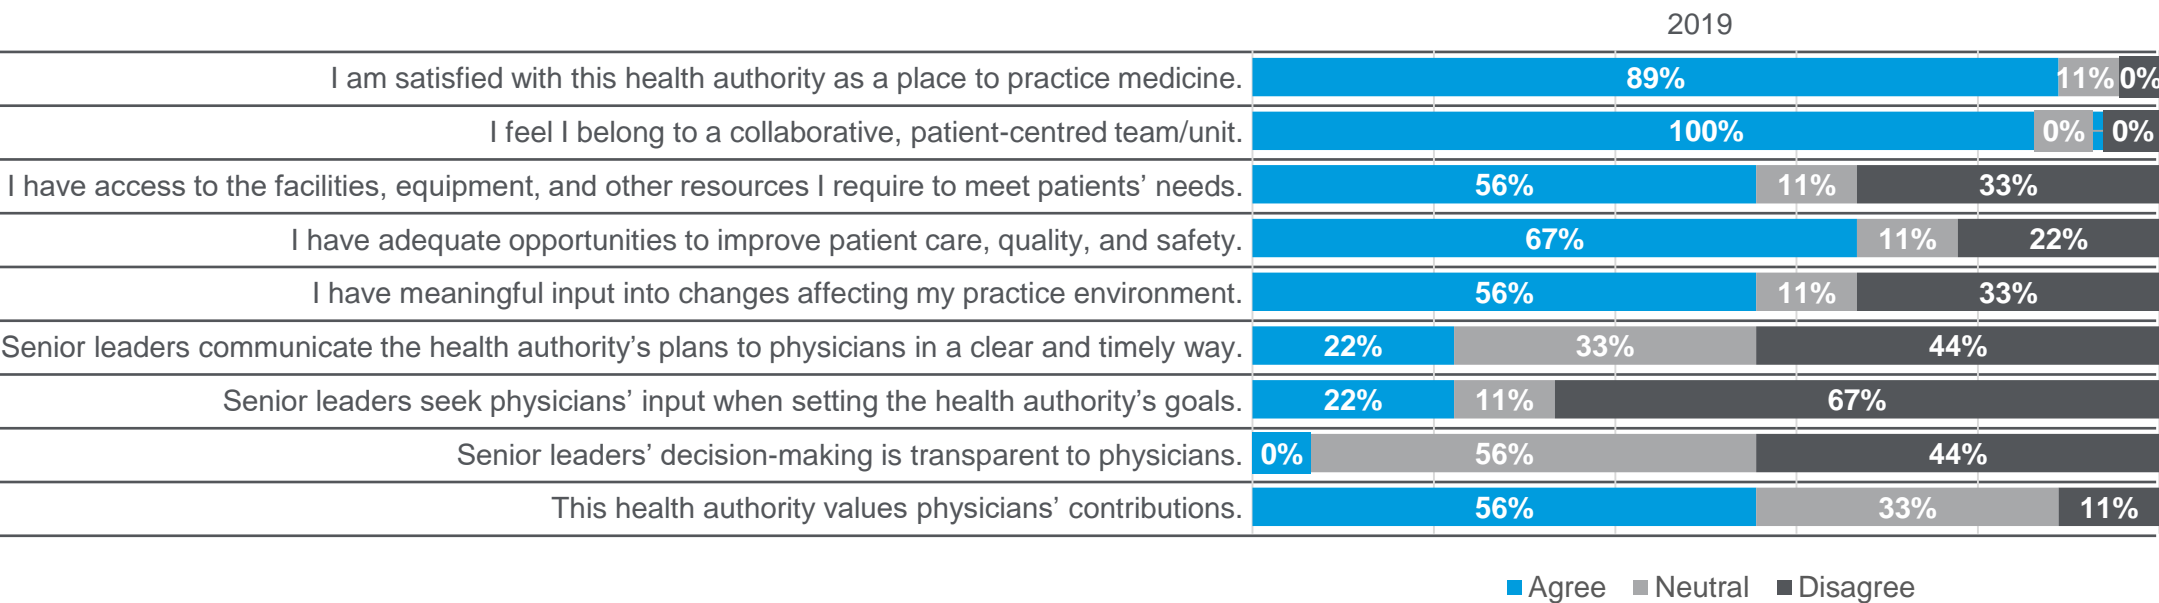 2019
I am satisfied with this health authority as a place to practice medicine. 89% 11% 0%
I feel I belong to a collaborative, patient-centred team/unit. 100% 0% 0%
I have access to the facilities, equipment, and other resources I require to meet patients’ needs. 56% 11% 33%
I have adequate opportunities to improve patient care, quality, and safety. 67% 11% 22%
I have meaningful input into changes affecting my practice environment. 56% 11% 33%
Senior leaders communicate the health authority’s plans to physicians in a clear and timely way. 22% 33% 44%
Senior leaders seek physicians’ input when setting the health authority’s goals. 22% 11% 67%
Senior leaders’ decision-making is transparent to physicians. 0% 56% 44%
This health authority values physicians’ contributions. 56% 33% 11%
Agree Neutral Disagree